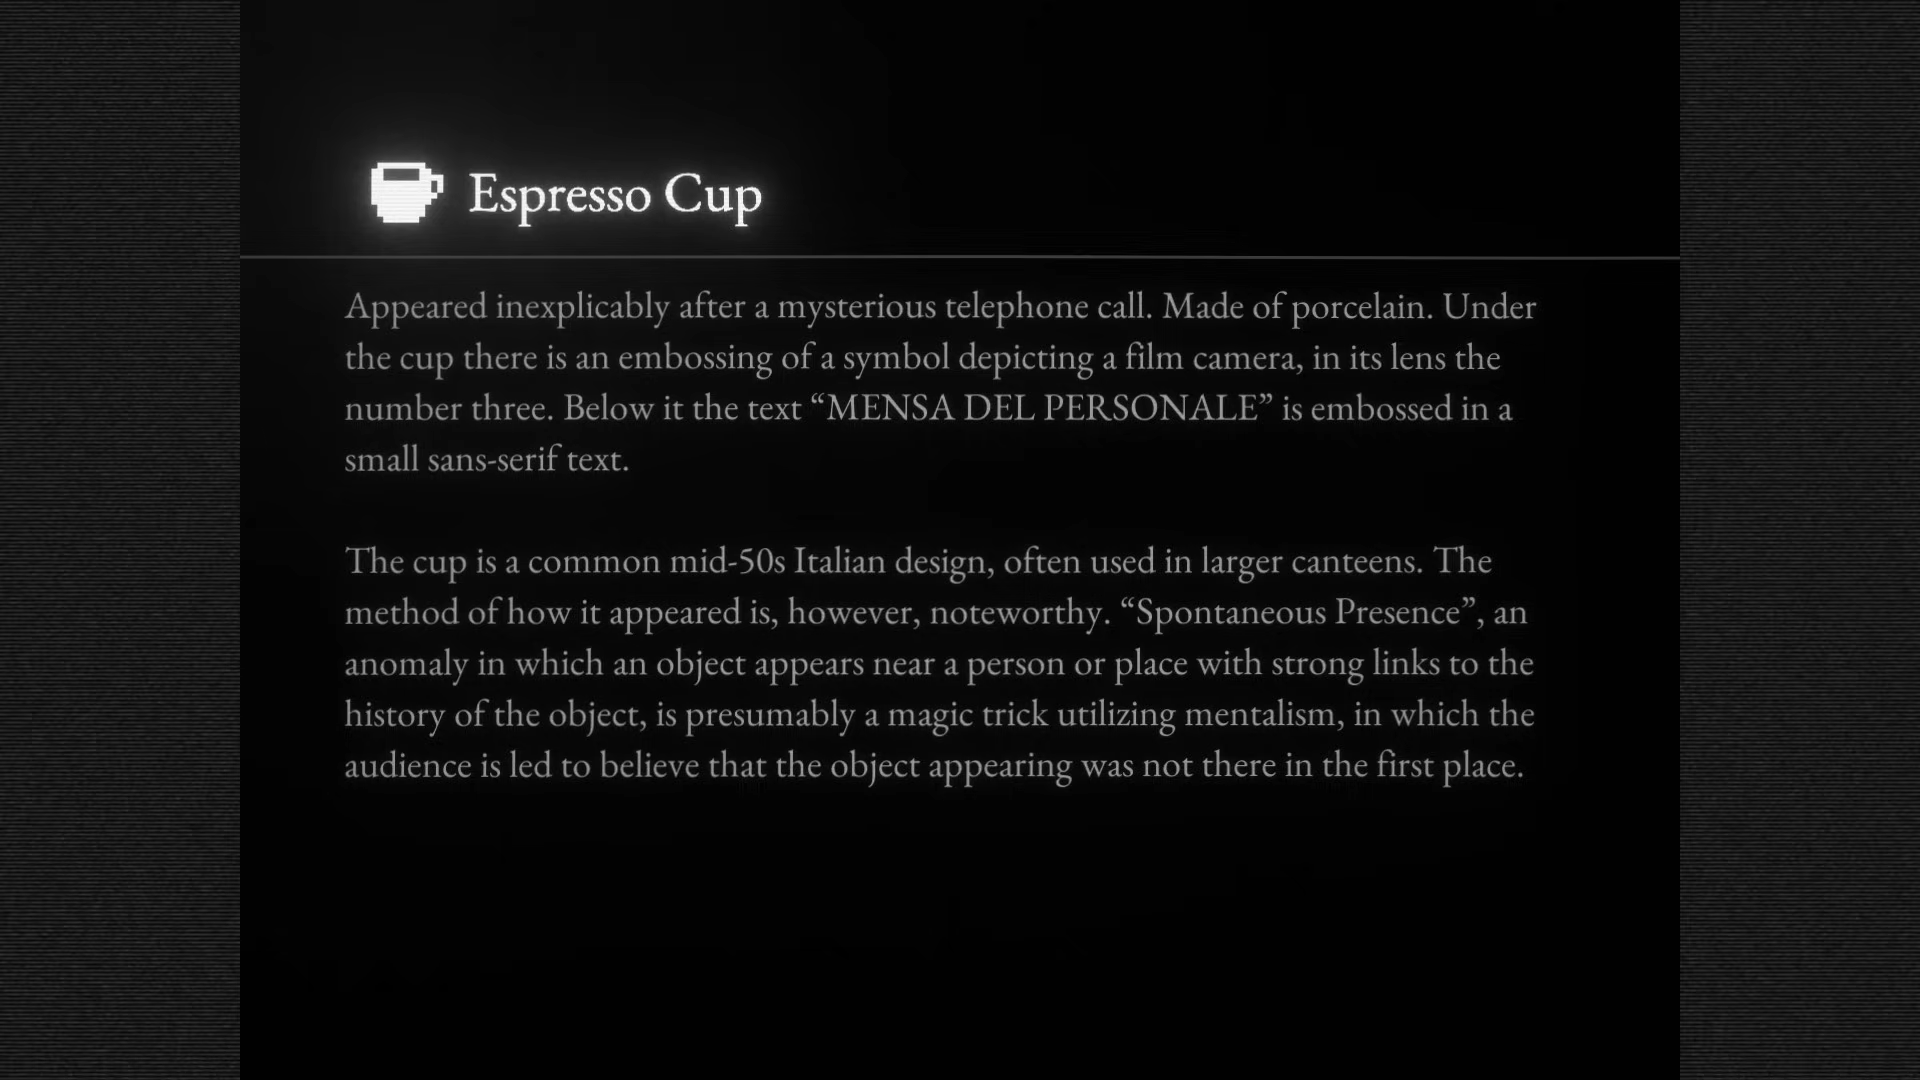 Espresso Cup
Appeared inexplicably after a mysterious telephone call. Made of porcelain. Under
the cup there is an embossing of a symbol depicting a film camera, in its lens the
number three. Below it the text “MENSA DEL PERSONALE” is embossed in a
small sans-serif text.
The cup is a common mid-50s Italian design, often used in larger canteens. The
method of how it appeared is, however, noteworthy. “Spontaneous Presence”, an
anomaly in which an object appears near a person or place with strong links to the
history of the object, is presumably a magic trick utilizing mentalism, in which the
audience is led to believe that the object appearing was not there in the first place.